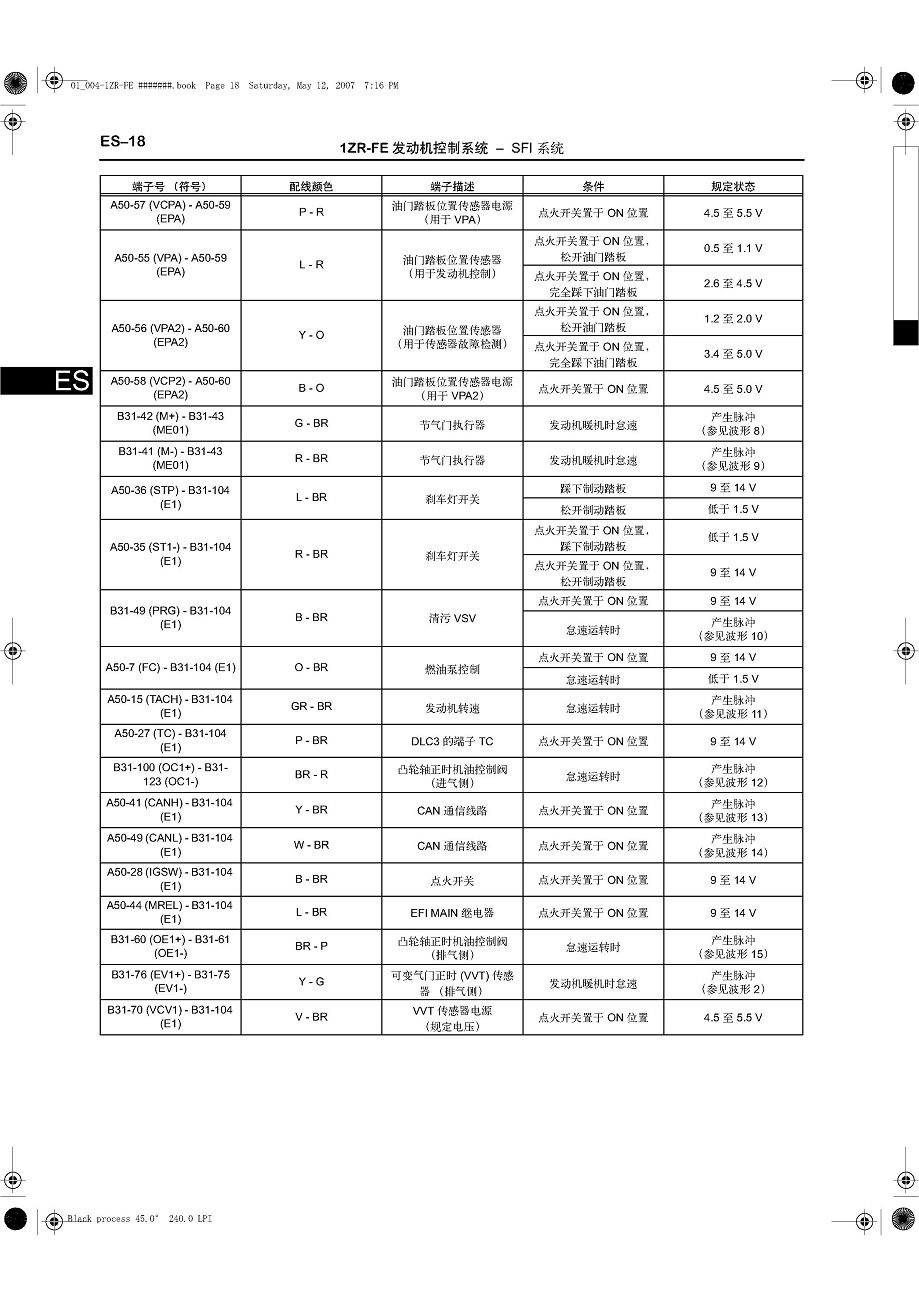 01_004-1ZR-FE #######.book Page 18 Saturday, May 12, 2007 7:16 PM
ES–18
1ZR-FE 发动机控制系统 – SFI 系统
ES
端子号 （符号） 配线颜色 端子描述 条件 规定状态
A50-57 (VCPA) - A50-59
(EPA)
P - R
油门踏板位置传感器电源
（用于 VPA）
点火开关置于 ON 位置
4.5 至 5.5 V
A50-55 (VPA) - A50-59
(EPA)
L - R
油门踏板位置传感器
（用于发动机控制）
点火开关置于 ON 位置，
松开油门踏板
0.5 至 1.1 V
点火开关置于 ON 位置，
完全踩下油门踏板
2.6 至 4.5 V
A50-56 (VPA2) - A50-60
(EPA2)
Y - O
油门踏板位置传感器
（用于传感器故障检测）
点火开关置于 ON 位置，
松开油门踏板
1.2 至 2.0 V
点火开关置于 ON 位置，
完全踩下油门踏板
3.4 至 5.0 V
A50-58 (VCP2) - A50-60
(EPA2)
B - O
油门踏板位置传感器电源
（用于 VPA2）
点火开关置于 ON 位置
4.5 至 5.0 V
B31-42 (M+) - B31-43
(ME01)
G - BR
节气门执行器
发动机暖机时怠速
产生脉冲
（参见波形 8）
B31-41 (M-) - B31-43
(ME01)
R - BR
节气门执行器
发动机暖机时怠速
产生脉冲
（参见波形 9）
A50-36 (STP) - B31-104
(E1)
L - BR
刹车灯开关
踩下制动踏板
9 至 14 V
松开制动踏板
低于 1.5 V
A50-35 (ST1-) - B31-104
(E1)
R - BR
刹车灯开关
点火开关置于 ON 位置，
踩下制动踏板
低于 1.5 V
点火开关置于 ON 位置，
松开制动踏板
9 至 14 V
B31-49 (PRG) - B31-104
(E1)
B - BR
清污 VSV
点火开关置于 ON 位置
9 至 14 V
怠速运转时
产生脉冲
（参见波形 10）
A50-7 (FC) - B31-104 (E1)
O - BR
燃油泵控制
点火开关置于 ON 位置
9 至 14 V
怠速运转时
低于 1.5 V
A50-15 (TACH) - B31-104
(E1)
GR - BR
发动机转速
怠速运转时
产生脉冲
（参见波形 11）
A50-27 (TC) - B31-104
(E1)
P - BR
DLC3 的端子 TC
点火开关置于 ON 位置
9 至 14 V
B31-100 (OC1+) - B31-
123 (OC1-)
BR - R
凸轮轴正时机油控制阀
（进气侧）
怠速运转时
产生脉冲
（参见波形 12）
A50-41 (CANH) - B31-104
(E1)
Y - BR
CAN 通信线路
点火开关置于 ON 位置
产生脉冲
（参见波形 13）
A50-49 (CANL) - B31-104
(E1)
W - BR
CAN 通信线路
点火开关置于 ON 位置
产生脉冲
（参见波形 14）
A50-28 (IGSW) - B31-104
(E1)
B - BR
点火开关
点火开关置于 ON 位置
9 至 14 V
A50-44 (MREL) - B31-104
(E1)
L - BR
EFI MAIN 继电器
点火开关置于 ON 位置
9 至 14 V
B31-60 (OE1+) - B31-61
(OE1-)
BR - P
凸轮轴正时机油控制阀
（排气侧）
怠速运转时
产生脉冲
（参见波形 15）
B31-76 (EV1+) - B31-75
(EV1-)
Y - G
可变气门正时 (VVT) 传感
器 （排气侧）
发动机暖机时怠速
产生脉冲
（参见波形 2）
B31-70 (VCV1) - B31-104
(E1)
V - BR
VVT 传感器电源
（规定电压）
点火开关置于 ON 位置
4.5 至 5.5 V
Black process 45.0° 240.0 LPI